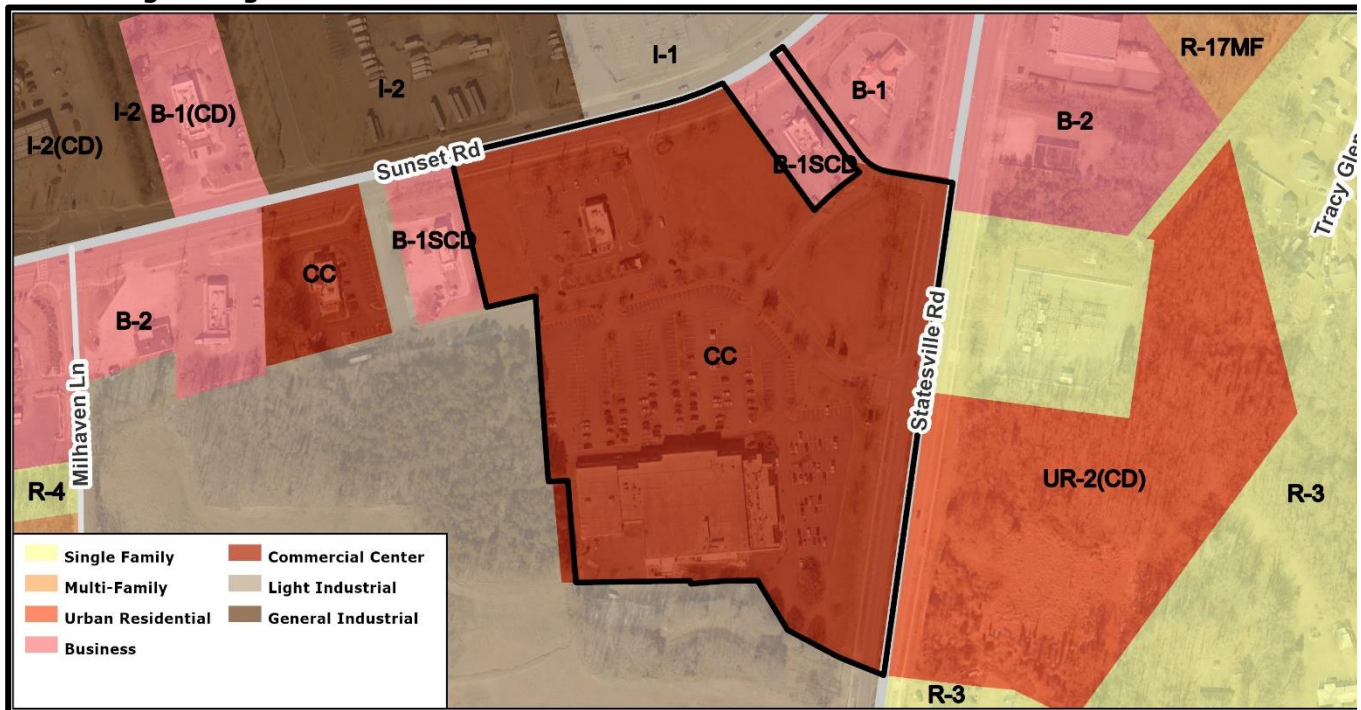 I-1
R-17MF
I-2
B-1
I-2
B-1(CD)
B-2
I-2(CD)
Sunset Rd
B-1SCD
Tracy Glen
B-1SCD
CC
B-2
CC
Statesville Rd
Milhaven Ln
UR-2(CD)
R-4
R-3
R-3
Single Family
Multi-Family
Urban Residential
Business
Commercial Center
Light Industrial
General Industrial